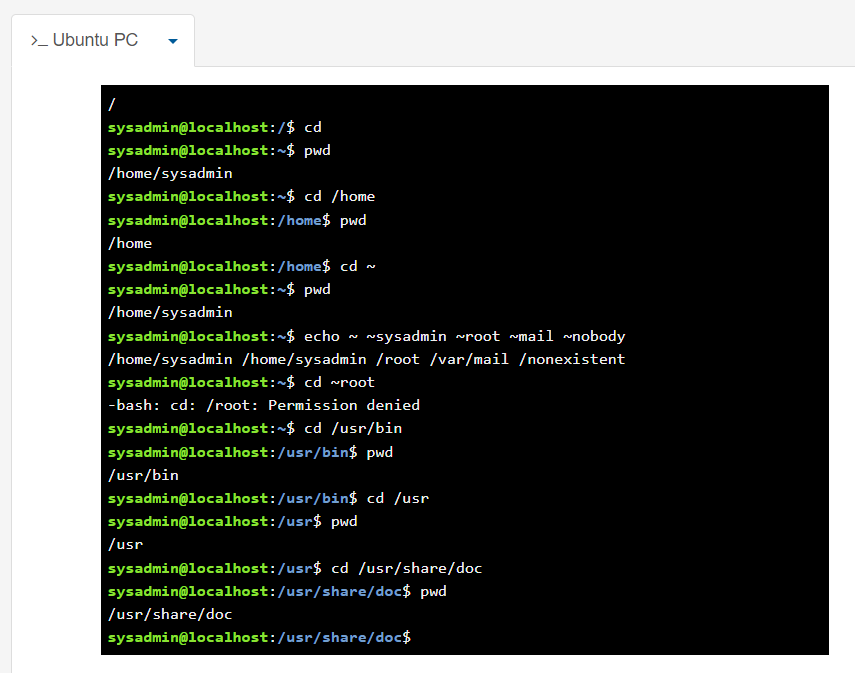 >_ Ubuntu PC
/
sysadmin@localhost:/$ cd
sysadmin@localhost:~$ pwd
/home/sysadmin
sysadmin@localhost:~$ cd /home
sysadmin@localhost:/home$ pwd
/home
sysadmin@localhost:/home$ cd ~
sysadmin@localhost:~$ pwd
/home/sysadmin
sysadmin@localhost:~$ echo ~ ~sysadmin ~root ~mail ~nobody
/home/sysadmin /home/sysadmin /root /var/mail /nonexistent
sysadmin@localhost:~$ cd ~root
-bash: cd: /root: Permission denied
sysadmin@localhost:~$ cd /usr/bin
sysadmin@localhost:/usr/bin$ pwd
/usr/bin
sysadmin@localhost:/usr/bin$ cd /usr
sysadmin@localhost:/usr$ pwd
/usr
sysadmin@localhost:/usr$ cd /usr/share/doc
sysadmin@localhost:/usr/share/doc$ pwd
/usr/share/doc
sysadmin@localhost:/usr/share/doc$